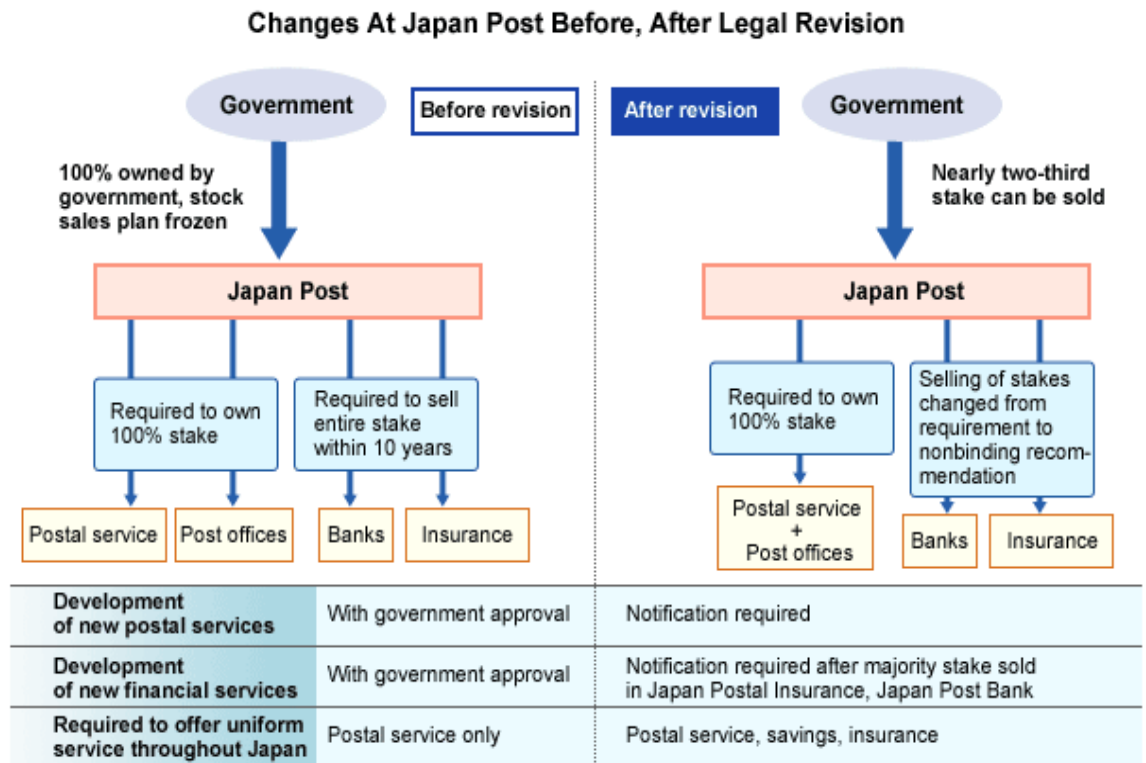 Changes At Japan Post Before, After Legal Revision
Government
Before revision
100% owned by
government, stock
sales plan frozen
Japan Post
Required to own
100% stake
Required to sell
entire stake
within 10 years
Postal service
Post offices
Banks
Insurance
After revision
Government
Nearly two-third
stake can be sold
Japan Post
Required to own
100% stake
Selling of stakes
changed from
requirement to
nonbinding recom-
mendation
Postal service
+
Post offices
Banks
Insurance
Development
of new postal services
With government approval
Notification required
Development
of new financial services
With government approval
Notification required after majority stake sold
in Japan Postal Insurance, Japan Post Bank
Required to offer uniform
service throughout Japan
Postal service only
Postal service, savings, insurance